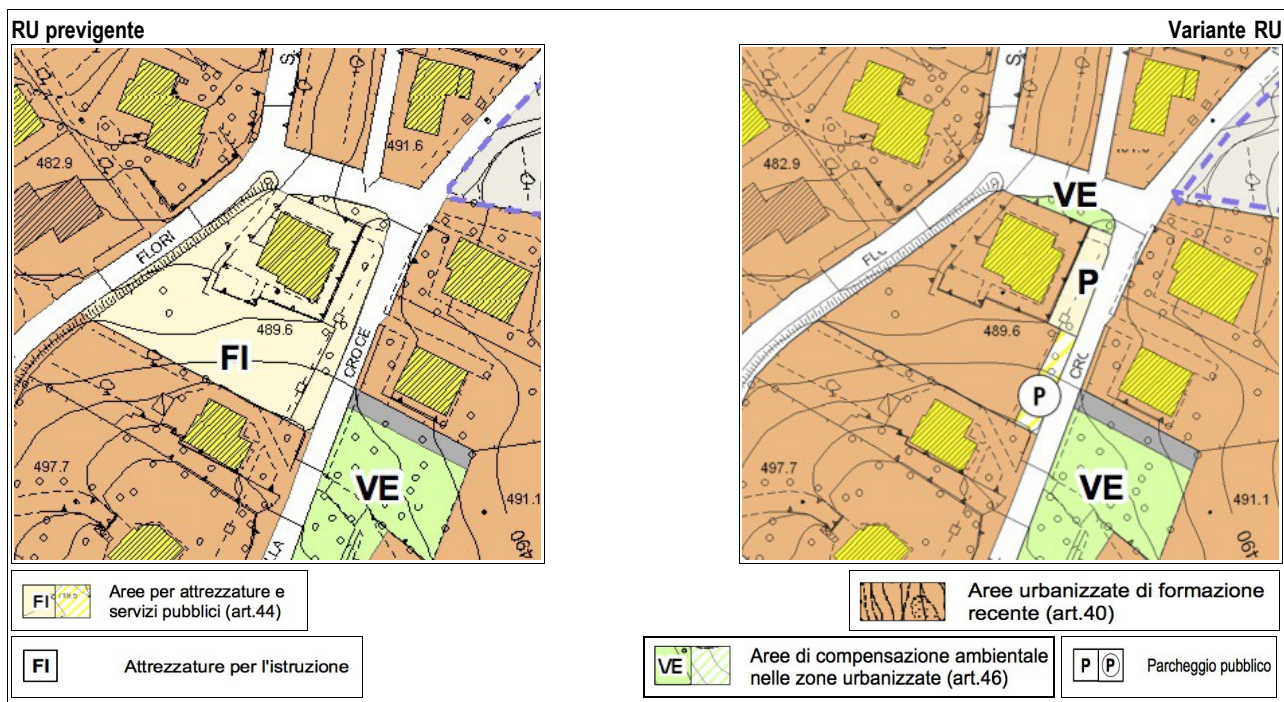 RU previgente
Variante RU
S.
491.6
482.9
FLORI
489.6
CROCE
FI
497.7
VE
491.1
490
LLA
S.
482.9
VE
P
489.6
P
497.7
VE
491.1
490
FI
Aree per attrezzature e
servizi pubblici (art.44)
FI
Attrezzature per l'istruzione
Aree urbanizzate di formazione
recente (art.40)
VE
Aree di compensazione ambientale
nelle zone urbanizzate (art.46)
P P
Parcheggio pubblico